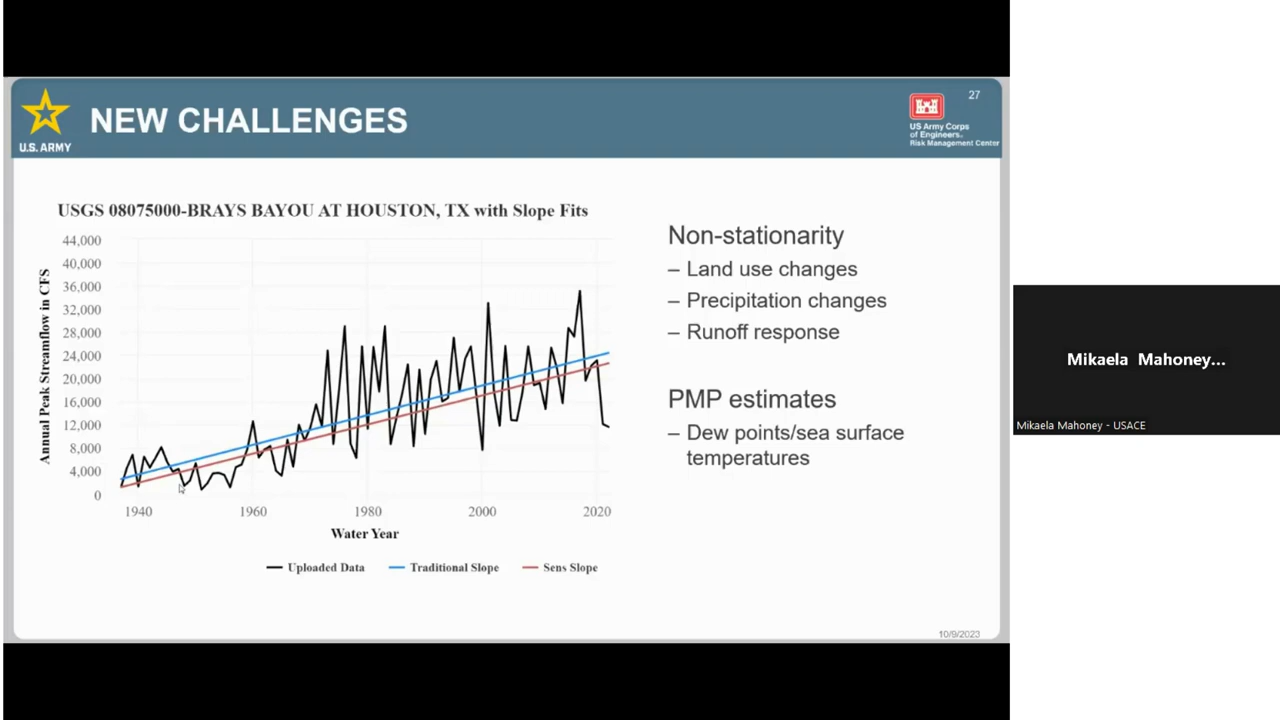 NEW CHALLENGES
U.S. ARMY
27
US Army Corps
of Engineers.
Risk Management Center
USGS 08075000-BRAYS BAYOU AT HOUSTON, TX with Slope Fits
Annual Peak Streamflow in CFS
44,000
40,000
36,000
32,000
28,000
24,000
20,000
16,000
12,000
8,000
4,000
0
1940 1960 1980 2000 2020
Water Year
Uploaded Data Traditional Slope Sens Slope
Non-stationarity
– Land use changes
– Precipitation changes
– Runoff response
PMP estimates
– Dew points/sea surface
temperatures
10/9/2023
Mikaela Mahoney...
Mikaela Mahoney - USACE